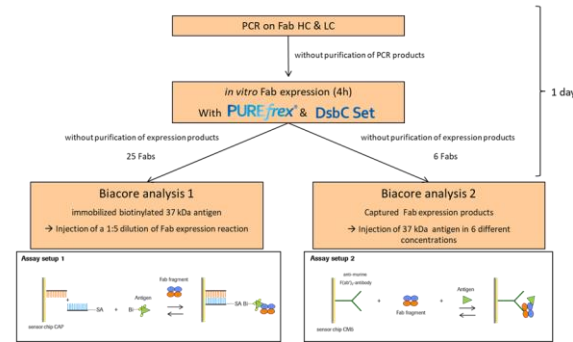 PCR on Fab HC & LC
without purification of PCR products
in vitro Fab expression (4h)
With PUREfrex® & DsbC Set
1 day
without purification of expression products
25 Fabs
without purification of expression products
6 Fabs
Biacore analysis 1
immobilized biotinylated 37 kDa antigen
→ Injection of a 1:5 dilution of Fab expression reaction
Biacore analysis 2
Captured Fab expression products
→ Injection of 37 kDa antigen in 6 different
concentrations
Assay setup 1
Fab fragment
Antigen
+
SA
+
Bi
SA Bi
sensor chip CAP
Assay setup 2
anti-murine
F(ab')₂ antibody
Antigen
+
+
Fab fragment
sensor chip CM5